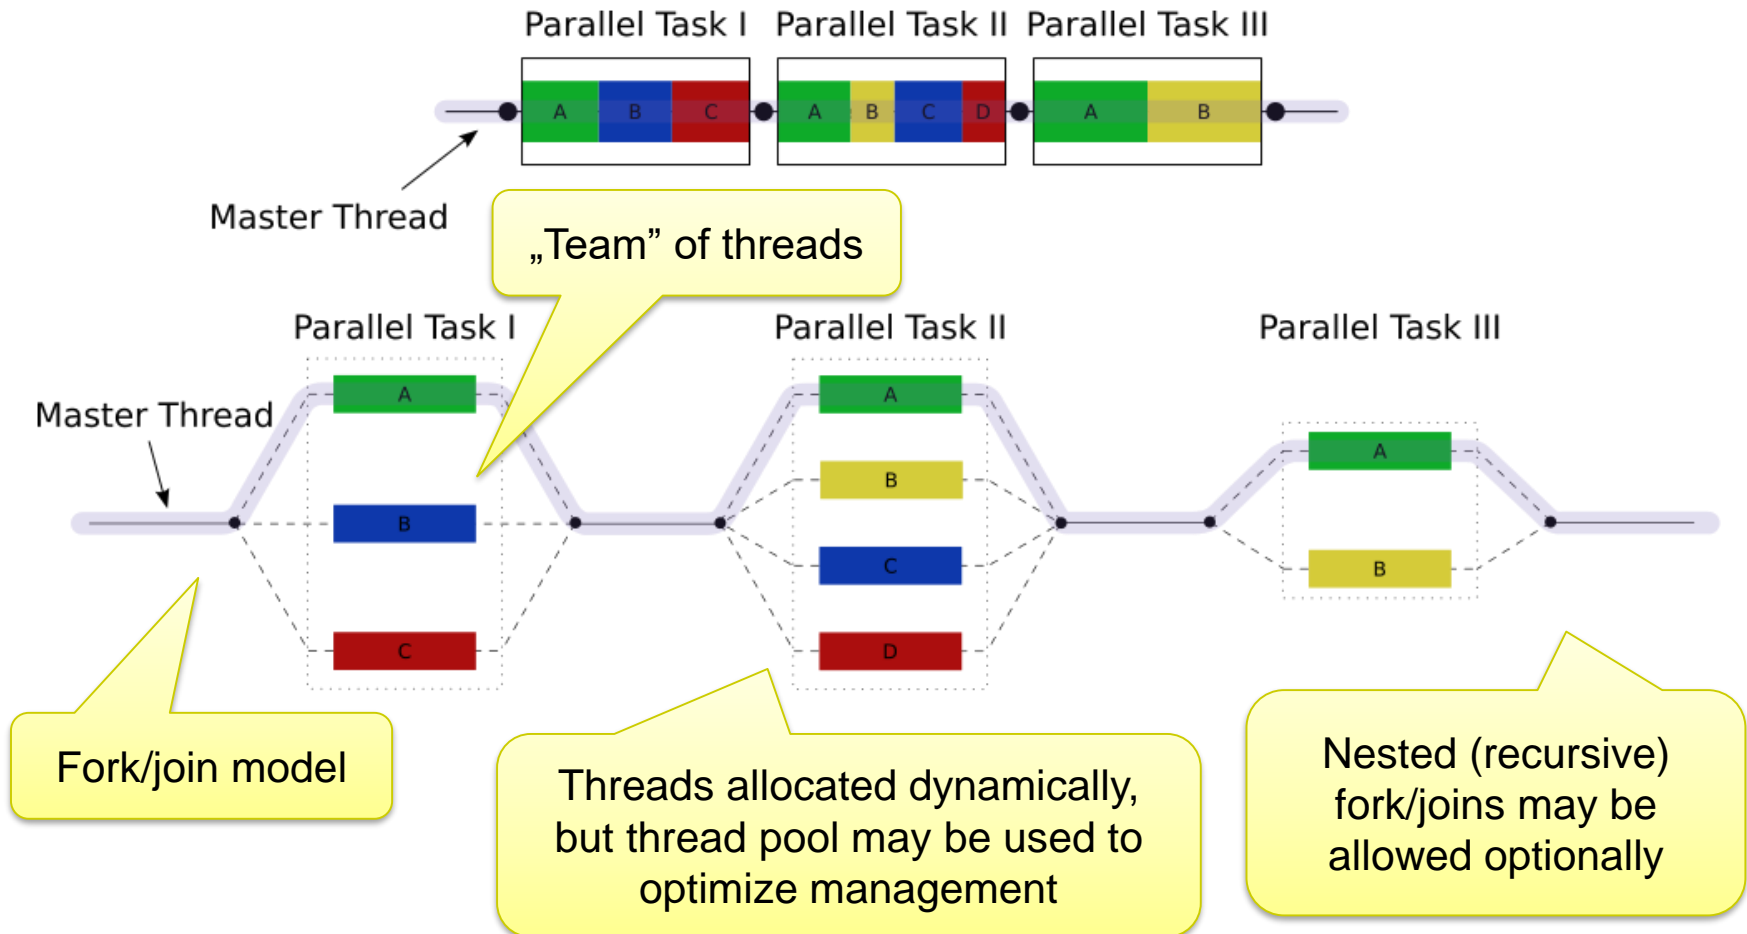 Parallel Task I Parallel Task II Parallel Task III
A B C A B C D A B
Master Thread
„Team” of threads
Parallel Task I Parallel Task II Parallel Task III
A A
Master Thread A
B
B
C B
C D
Fork/join model
Threads allocated dynamically,
but thread pool may be used to
optimize management
Nested (recursive)
fork/joins may be
allowed optionally